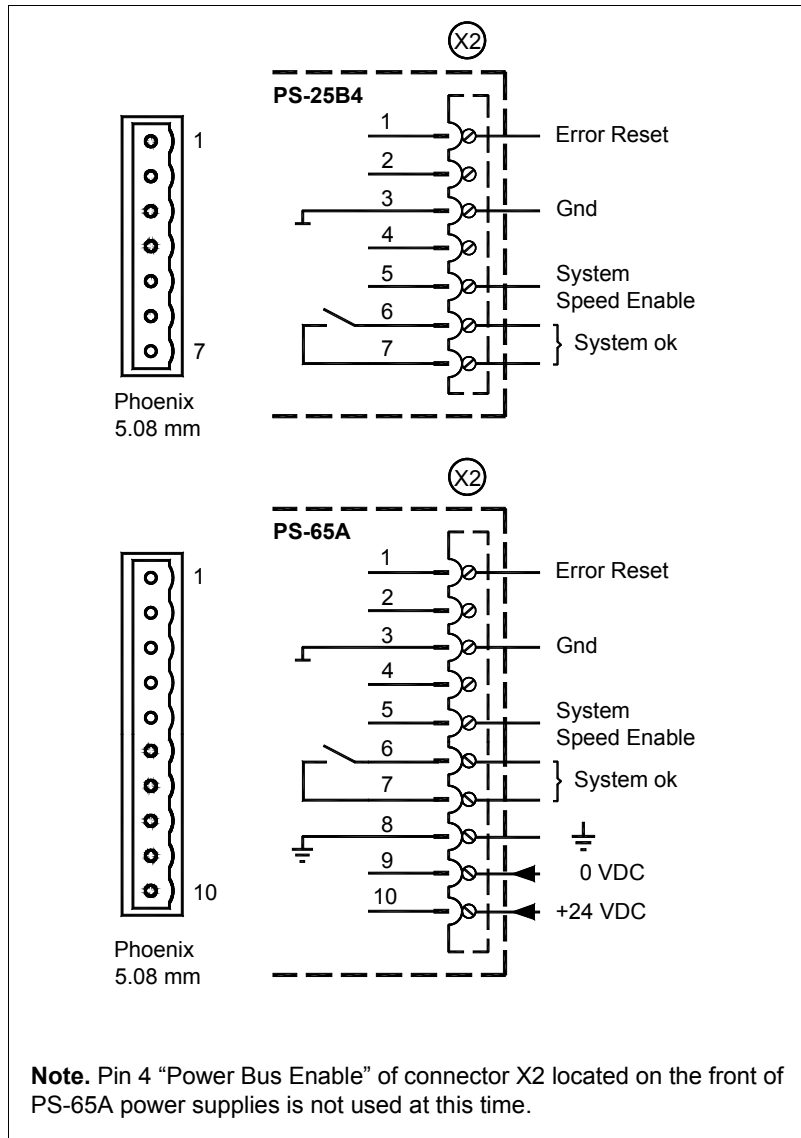 X2
PS-25B4
1
1 Error Reset
2
3 Gnd
4
5 System
Speed Enable
6
System ok
7
7
Phoenix
5.08 mm
X2
PS-65A
1
1 Error Reset
2
3 Gnd
4
5 System
Speed Enable
6
System ok
7
8
9 0 VDC
10 +24 VDC
10
Phoenix
5.08 mm
Note. Pin 4 “Power Bus Enable” of connector X2 located on the front of
PS-65A power supplies is not used at this time.